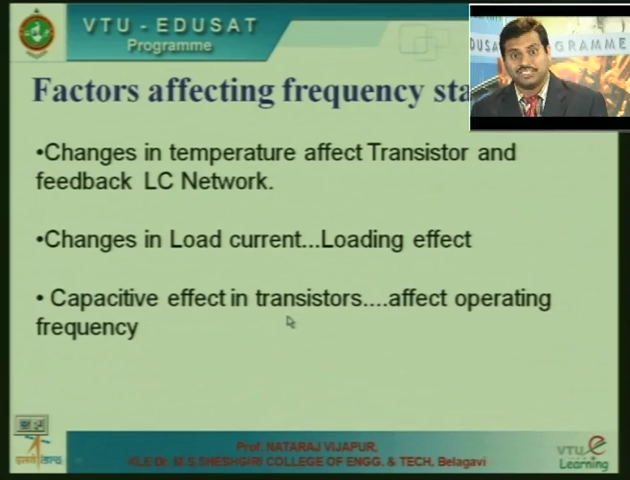 VTU - EDUSAT
Programme
EDUSA
GRAMME
Factors affecting frequency sta
•Changes in temperature affect Transistor and
feedback LC Network.
•Changes in Load current...Loading effect
• Capacitive effect in transistors....affect operating
frequency
Prof. NATARAJ VIJAPUR,
KLE Dr. M.S.SHESHGIRI COLLEGE OF ENGG. & TECH, Belagavi
VTU e
Learning